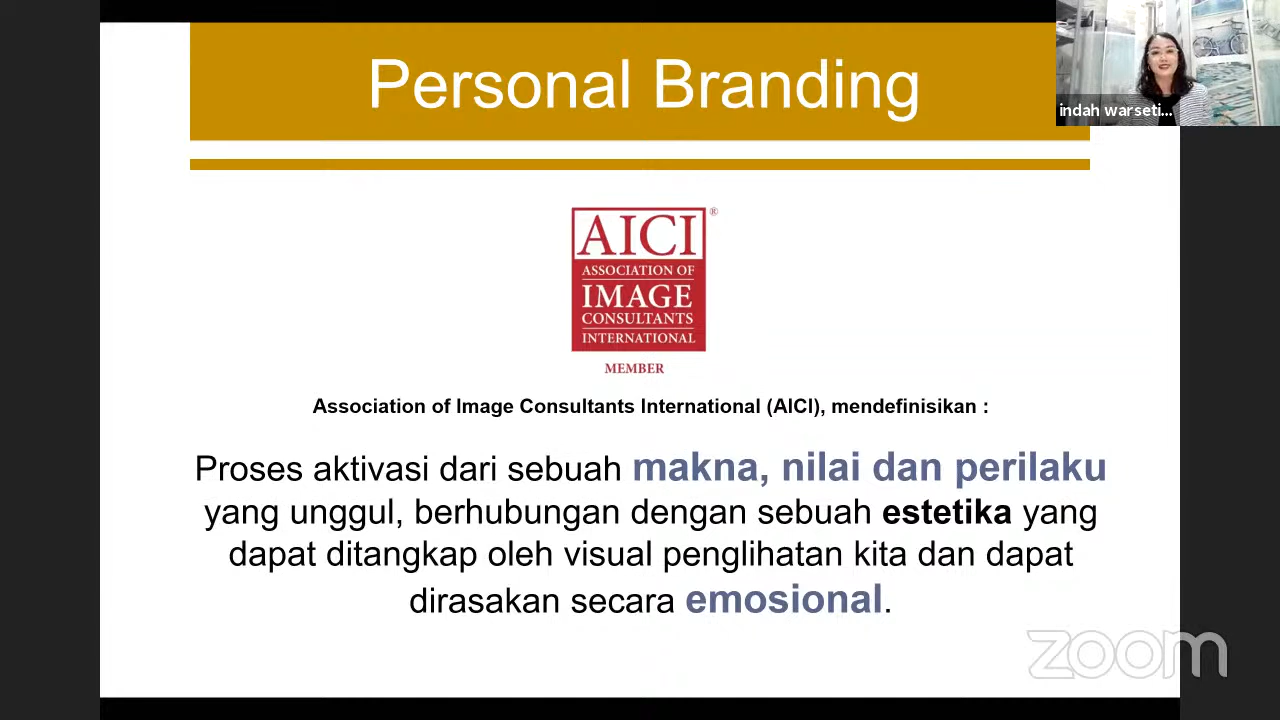 Personal Branding
indah warseti...
AICI®
ASSOCIATION OF
IMAGE
CONSULTANTS
INTERNATIONAL
MEMBER
Association of Image Consultants International (AICI), mendefinisikan :
Proses aktivasi dari sebuah makna, nilai dan perilaku
yang unggul, berhubungan dengan sebuah estetika yang
dapat ditangkap oleh visual penglihatan kita dan dapat
dirasakan secara emosional.
zoom